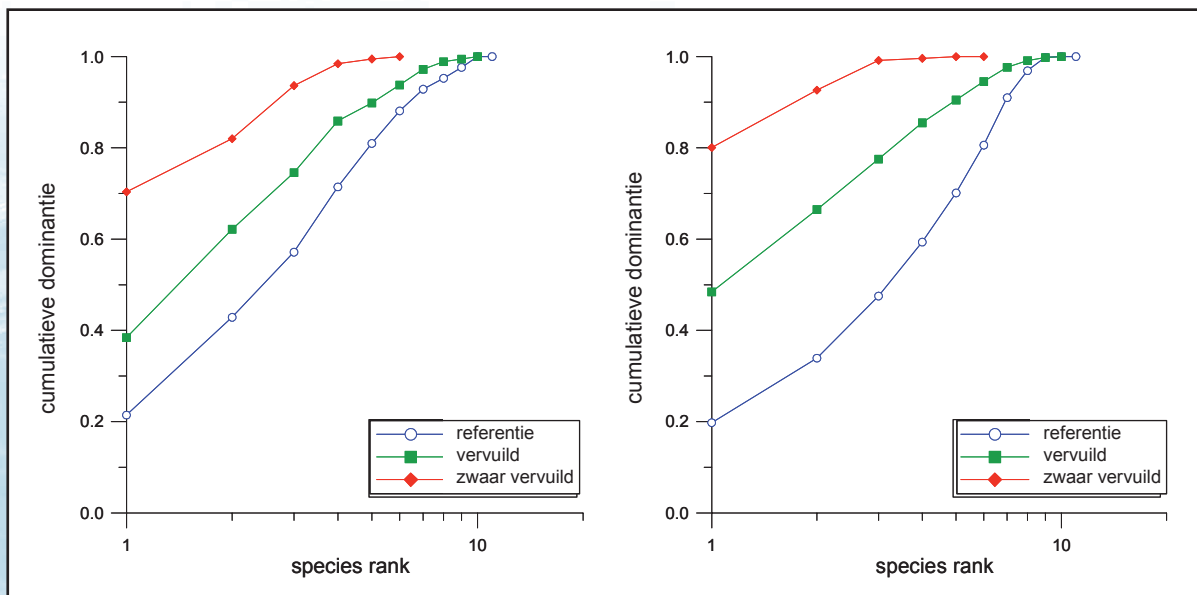 1.0
0.8
0.6
0.4
0.2
0.0
cumulatieve dominantie
1
10
species rank
referentie
vervuild
zwaar vervuild
1.0
0.8
0.6
0.4
0.2
0.0
cumulatieve dominantie
1
10
species rank
referentie
vervuild
zwaar vervuild